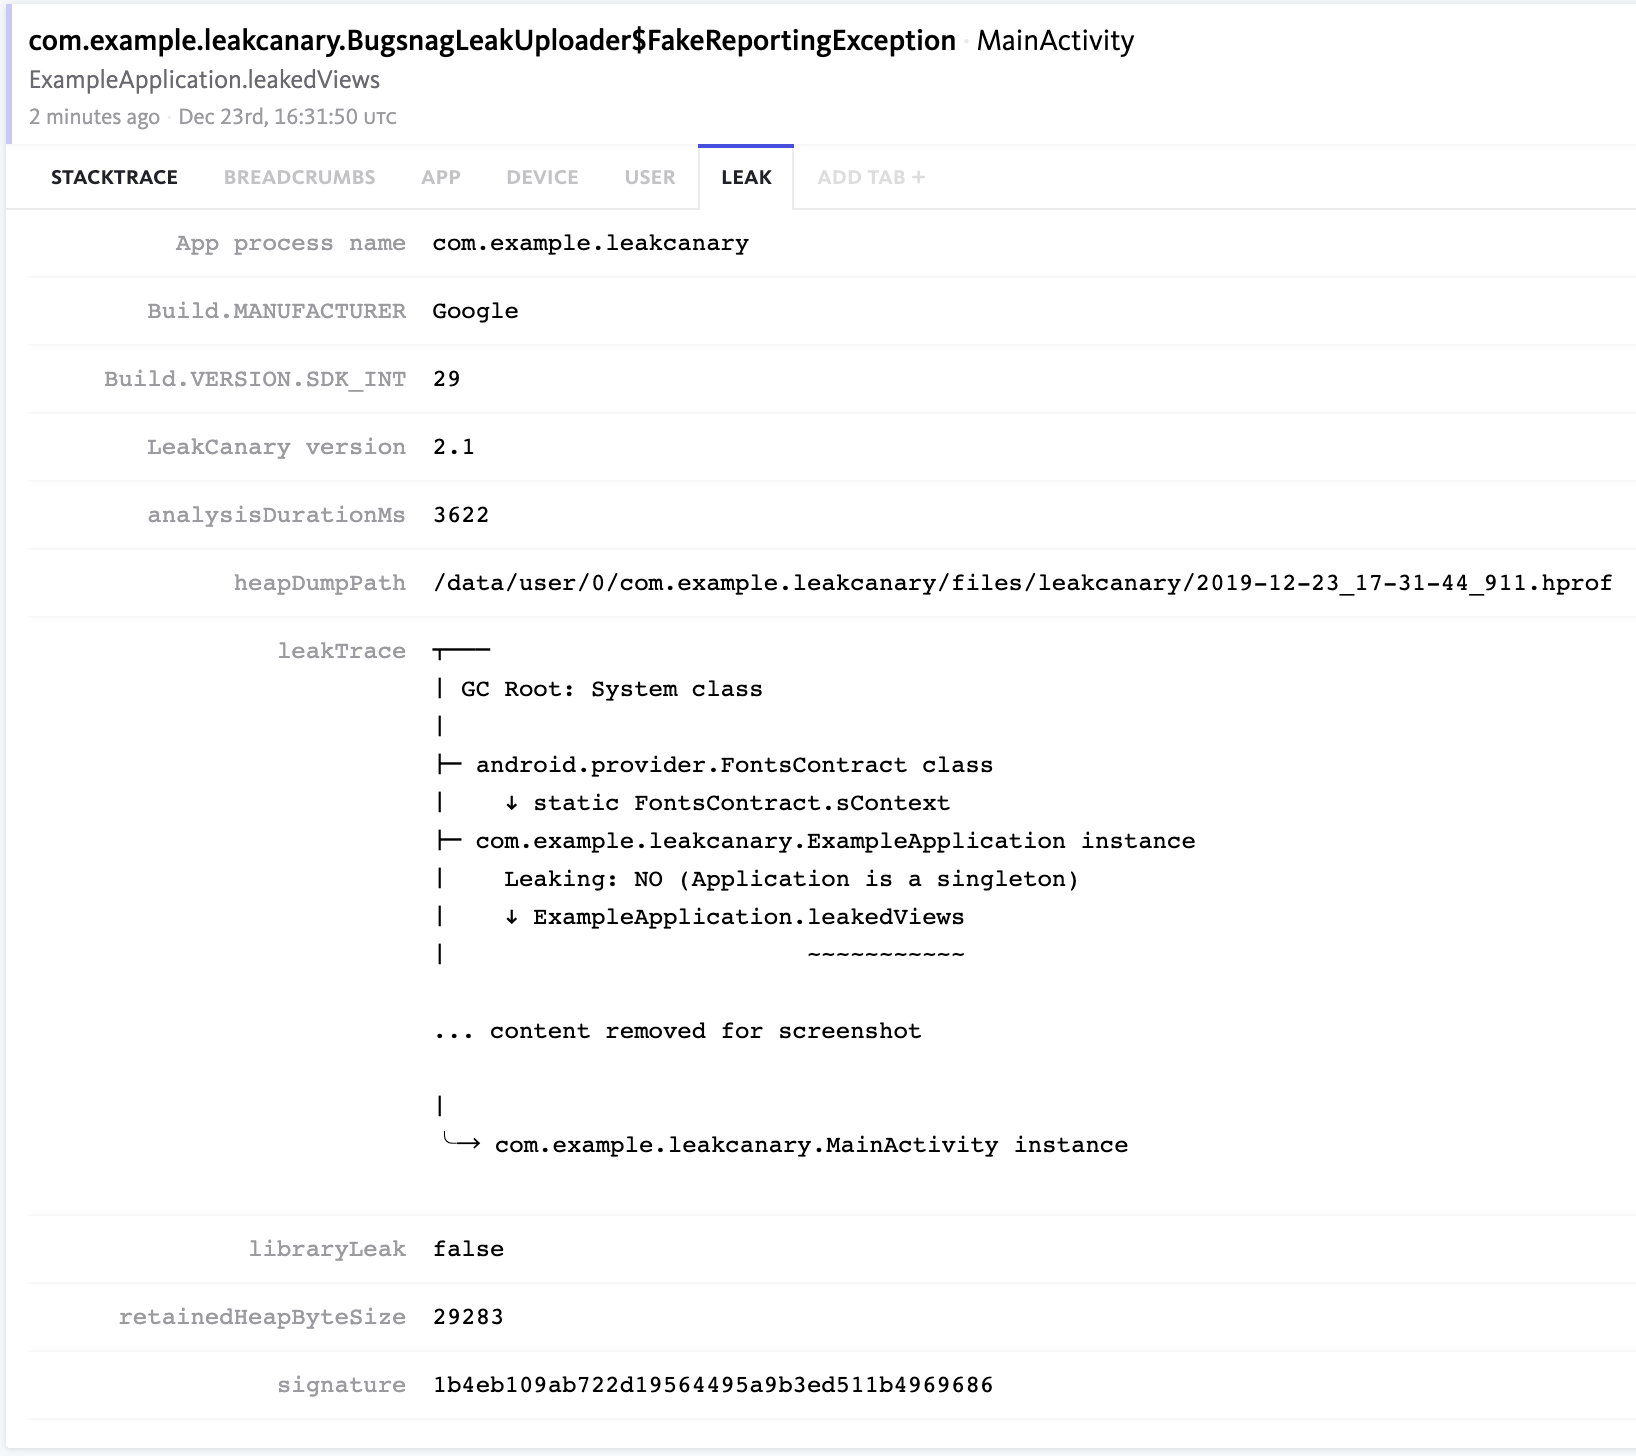 com.example.leakcanary.BugsnagLeakUploader$FakeReportingException · MainActivity
ExampleApplication.leakedViews
2 minutes ago · Dec 23rd, 16:31:50 UTC
STACKTRACE BREADCRUMBS APP DEVICE USER LEAK ADD TAB +
App process name com.example.leakcanary
Build.MANUFACTURER Google
Build.VERSION.SDK_INT 29
LeakCanary version 2.1
analysisDurationMs 3622
heapDumpPath /data/user/0/com.example.leakcanary/files/leakcanary/2019-12-23_17-31-44_911.hprof
leakTrace ┬───
│ GC Root: System class
│
├─ android.provider.FontsContract class
│    ↓ static FontsContract.sContext
├─ com.example.leakcanary.ExampleApplication instance
│    Leaking: NO (Application is a singleton)
│    ↓ ExampleApplication.leakedViews
│                         ~~~~~~~~~~~
... content removed for screenshot
│
╰→ com.example.leakcanary.MainActivity instance
libraryLeak false
retainedHeapByteSize 29283
signature 1b4eb109ab722d19564495a9b3ed511b4969686